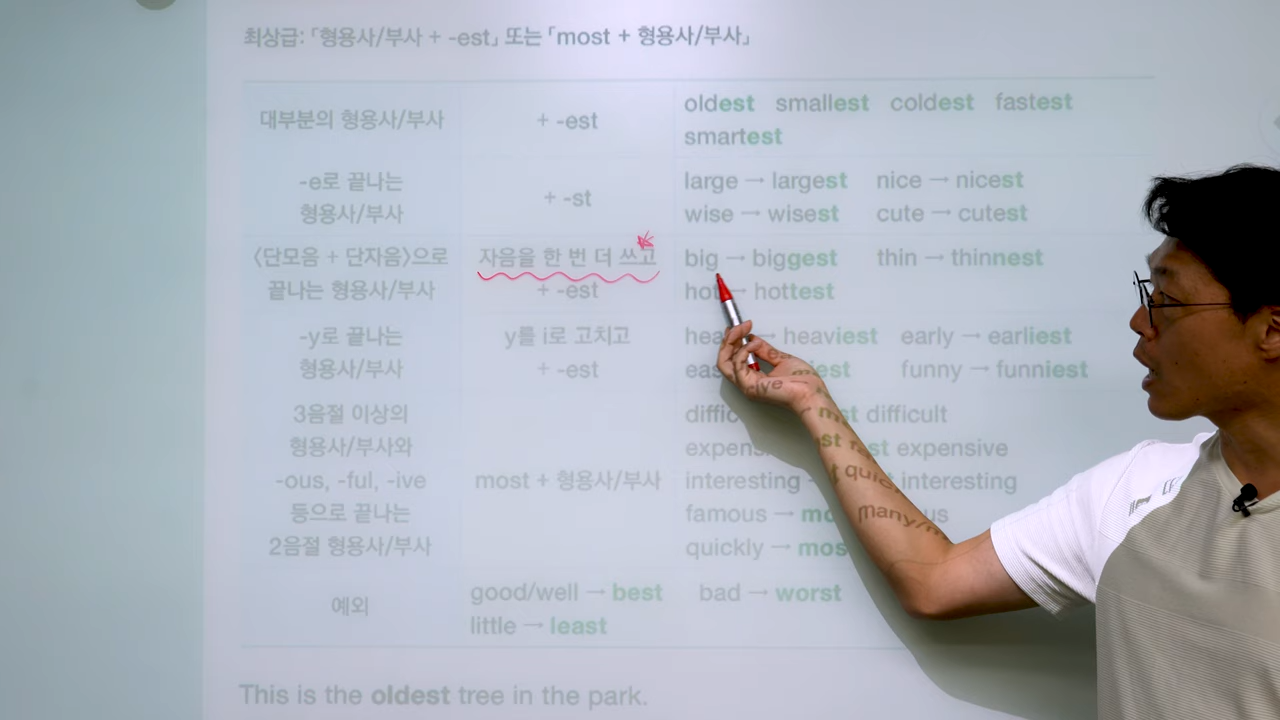 최상급: 「형용사/부사 + -est」 또는 「most + 형용사/부사」
대부분의 형용사/부사
+ -est
oldest smallest coldest fastest
smartest
-e로 끝나는
형용사/부사
+ -st
large → largest nice → nicest
wise → wisest cute → cutest
〈단모음 + 단자음〉으로
끝나는 형용사/부사
자음을 한 번 더 쓰고
+ -est
big → biggest thin → thinnest
hot → hottest
-y로 끝나는
형용사/부사
y를 i로 고치고
+ -est
→ heaviest early → earliest
funny → funniest
3음절 이상의
형용사/부사와
-ous, -ful, -ive
등으로 끝나는
2음절 형용사/부사
most + 형용사/부사
most difficult
expensive
interesting interesting
famous →
quickly → mos
예외
good/well → best bad → worst
little → least
many/m
This is the oldest tree in the park.